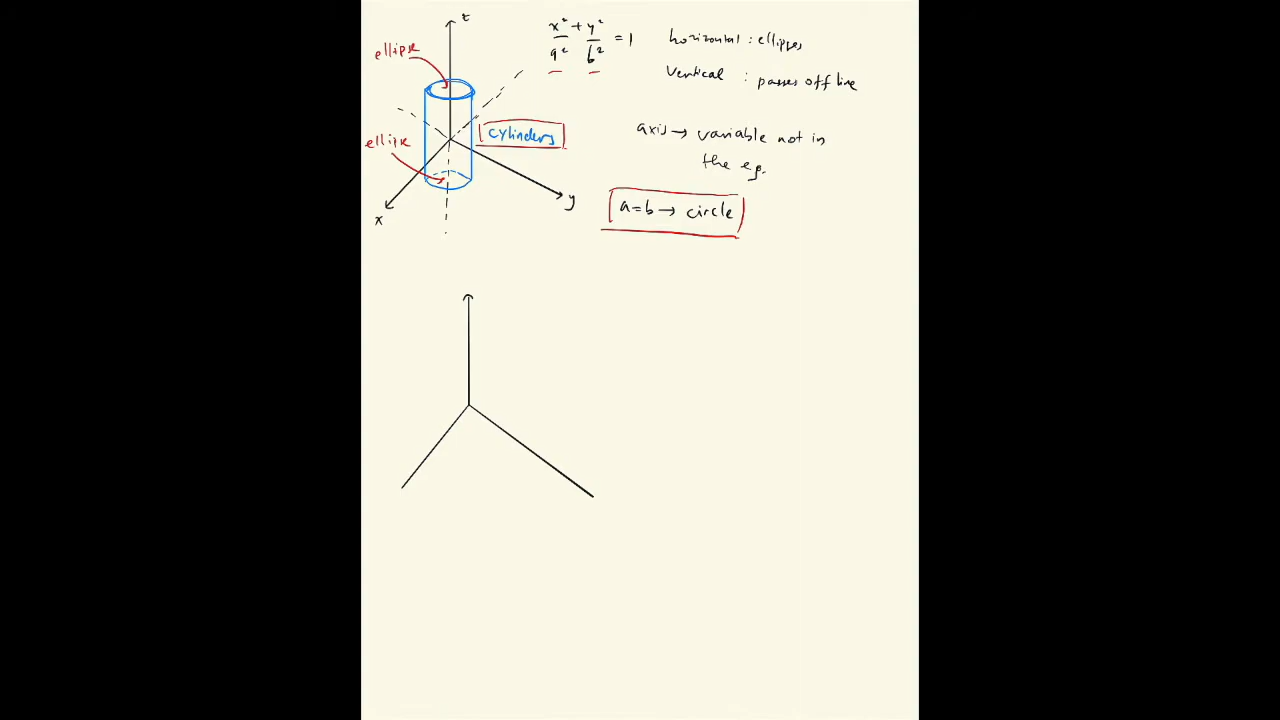 z
x² + y² = 1
a² b²
horizontal : ellipses
ellipse
vertical : passes off line
cylinders
axis → variable not in
the eq.
ellipse
a=b → circle
x
y